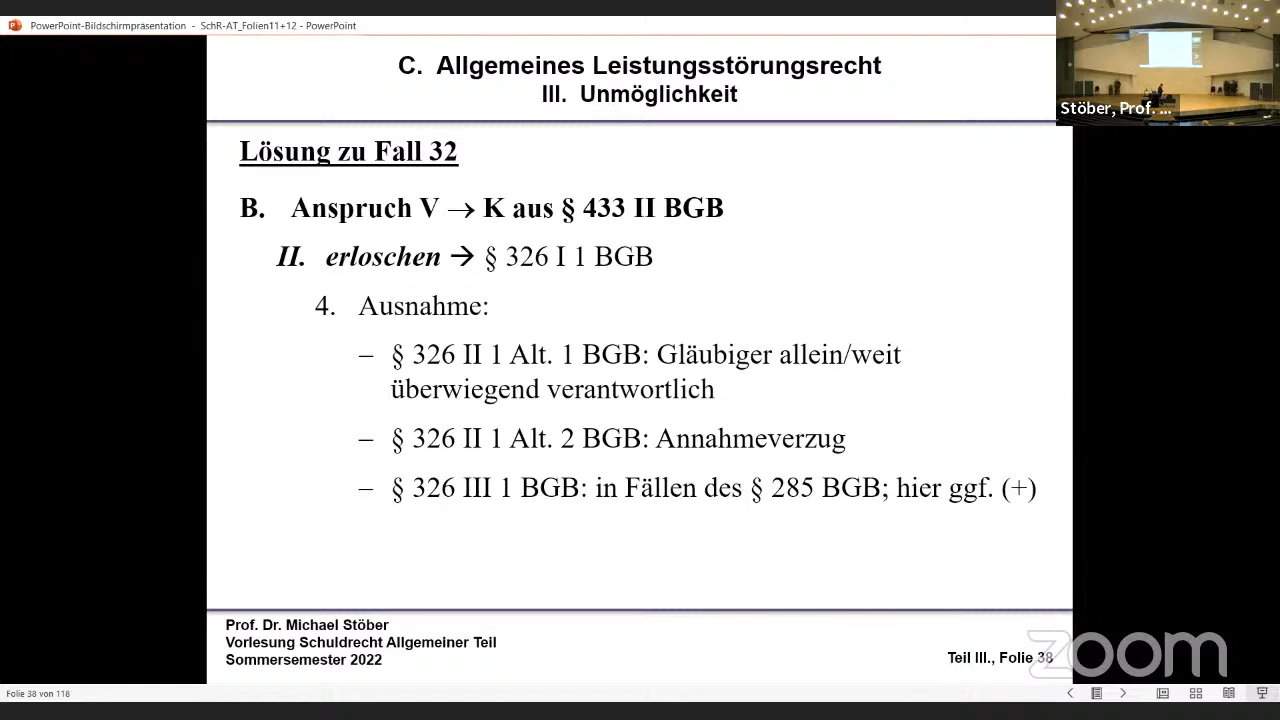 PowerPoint-Bildschirmpräsentation - SchR-AT_Folien11+12 - PowerPoint
Stöber, Prof. ...
C. Allgemeines Leistungsstörungsrecht
III. Unmöglichkeit
Lösung zu Fall 32
B. Anspruch V → K aus § 433 II BGB
II. erloschen → § 326 I 1 BGB
4. Ausnahme:
– § 326 II 1 Alt. 1 BGB: Gläubiger allein/weit
überwiegend verantwortlich
– § 326 II 1 Alt. 2 BGB: Annahmeverzug
– § 326 III 1 BGB: in Fällen des § 285 BGB; hier ggf. (+)
Prof. Dr. Michael Stöber
Vorlesung Schuldrecht Allgemeiner Teil
Sommersemester 2022
Teil III., Folie 38
zoom
Folie 38 von 118